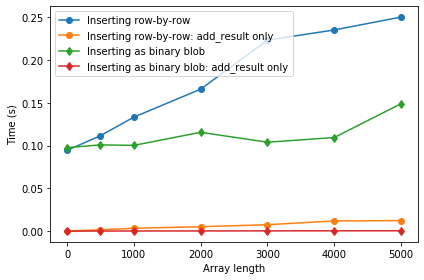 Inserting row-by-row
Inserting row-by-row: add_result only
Inserting as binary blob
Inserting as binary blob: add_result only
Time (s)
0.25
0.20
0.15
0.10
0.05
0.00
0 1000 2000 3000 4000 5000
Array length